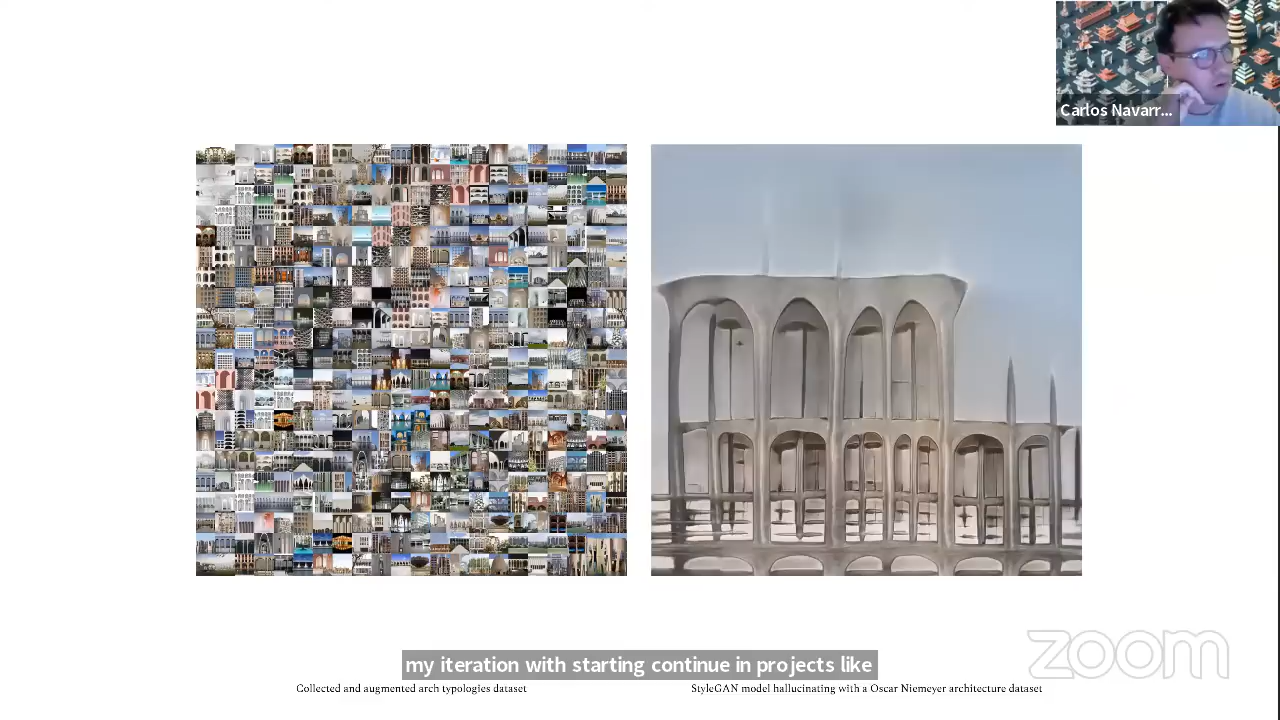 Carlos Navarr...
my iteration with starting continue in projects like
zoom
Collected and augmented arch typologies dataset
StyleGAN model hallucinating with a Oscar Niemeyer architecture dataset